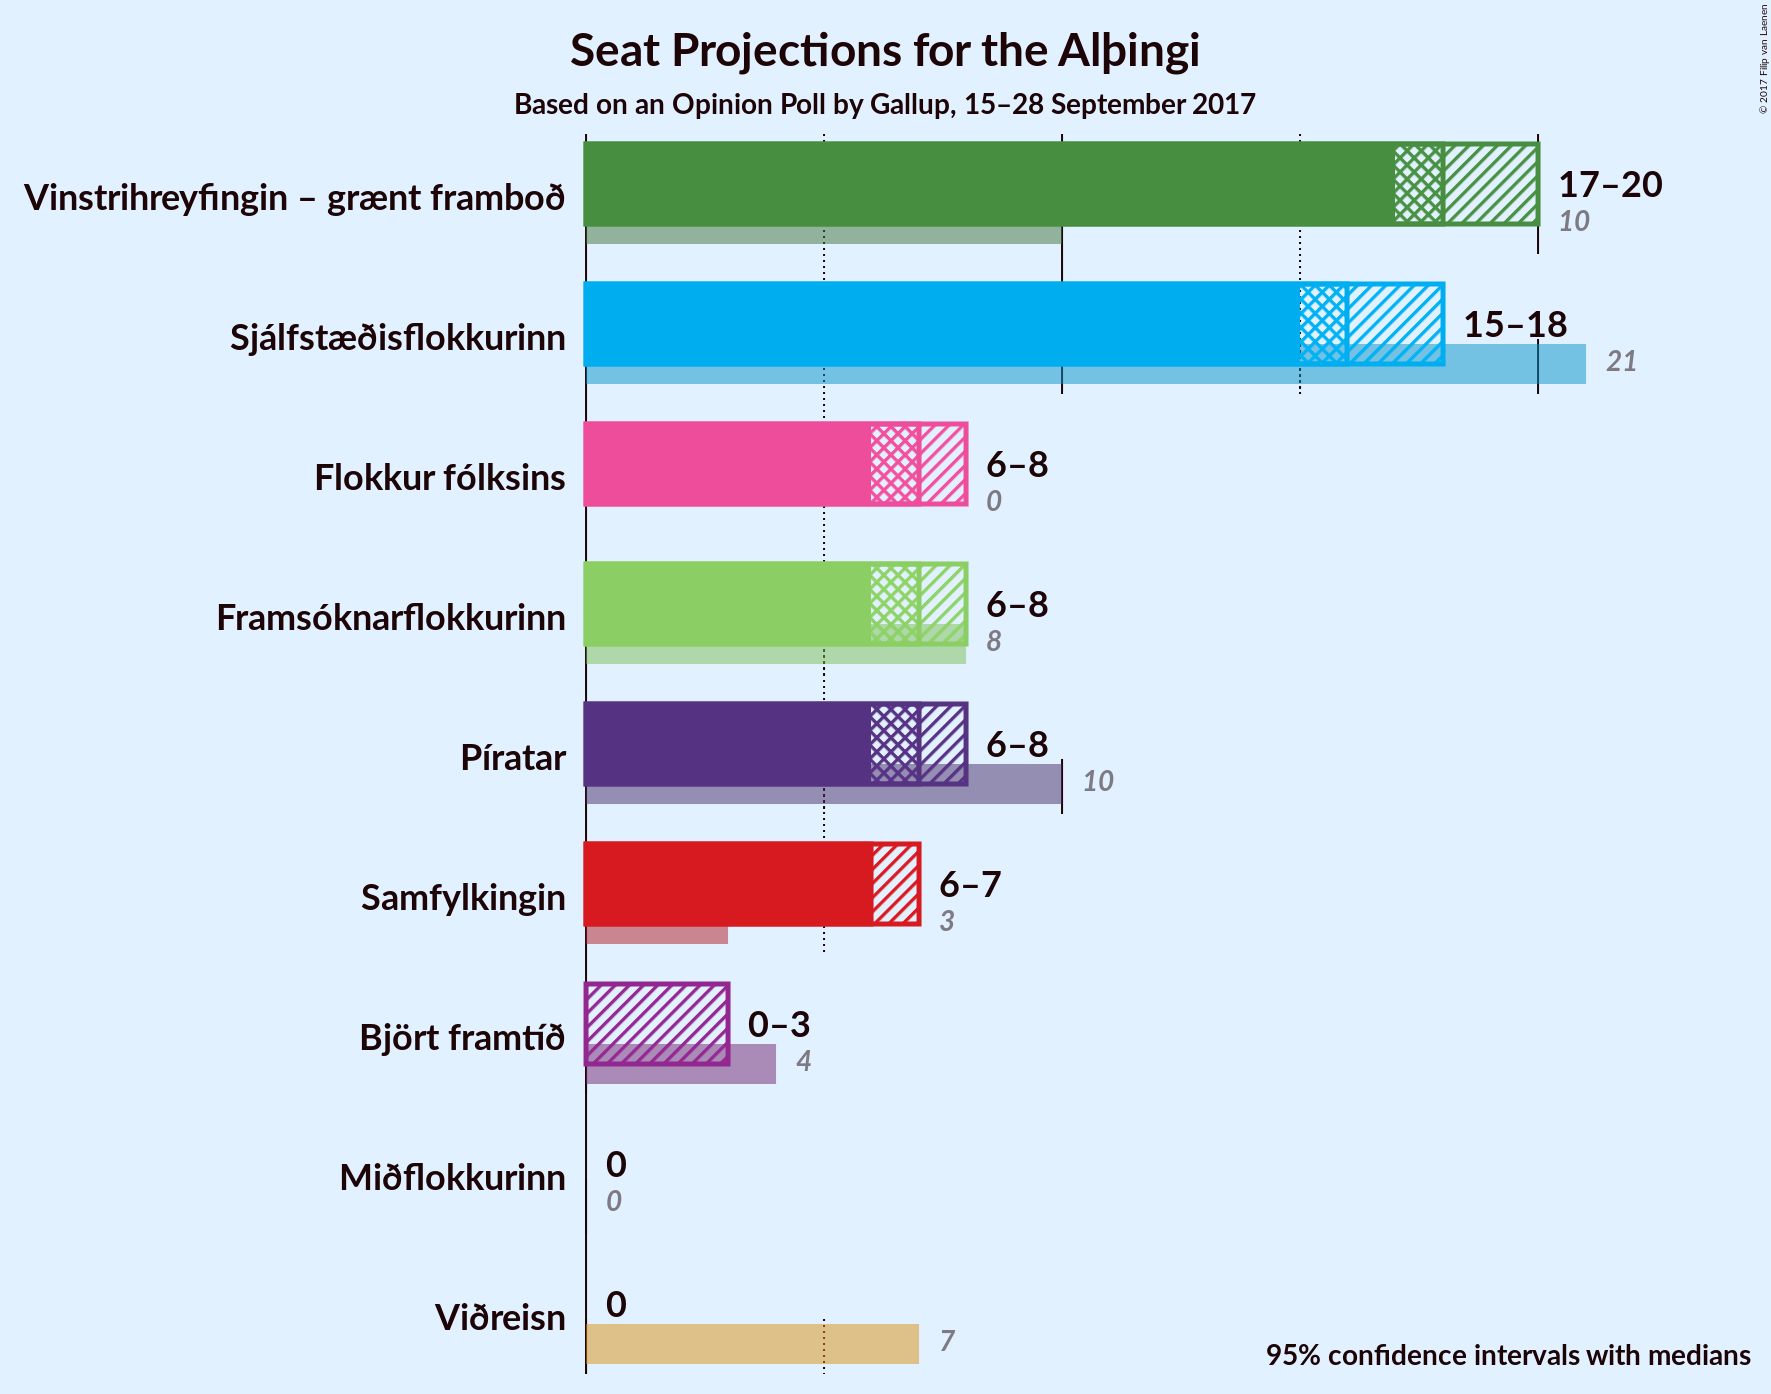 Seat Projections for the Alþingi
Based on an Opinion Poll by Gallup, 15–28 September 2017
© 2017 Filip van Laenen
Vinstrihreyfingin – grænt framboð
17–20
10
Sjálfstæðisflokkurinn
15–18
21
Flokkur fólksins
6–8
0
Framsóknarflokkurinn
6–8
8
Píratar
6–8
10
Samfylkingin
6–7
3
Björt framtíð
0–3
4
Miðflokkurinn
0
0
Viðreisn
0
7
95% confidence intervals with medians